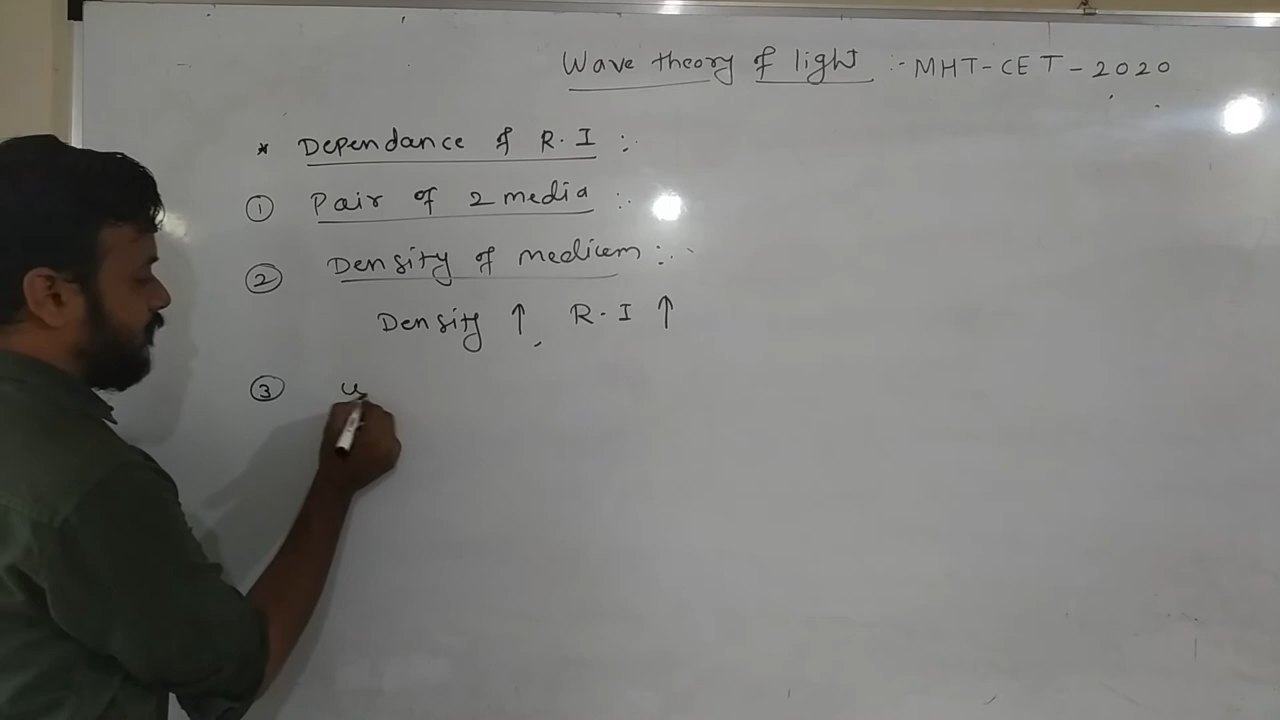 Wave theory of light :- MHT-CET-2020
* Dependance of R.I :-
① Pair of 2 media :-
② Density of medium :-
Density ↑, R.I ↑
③